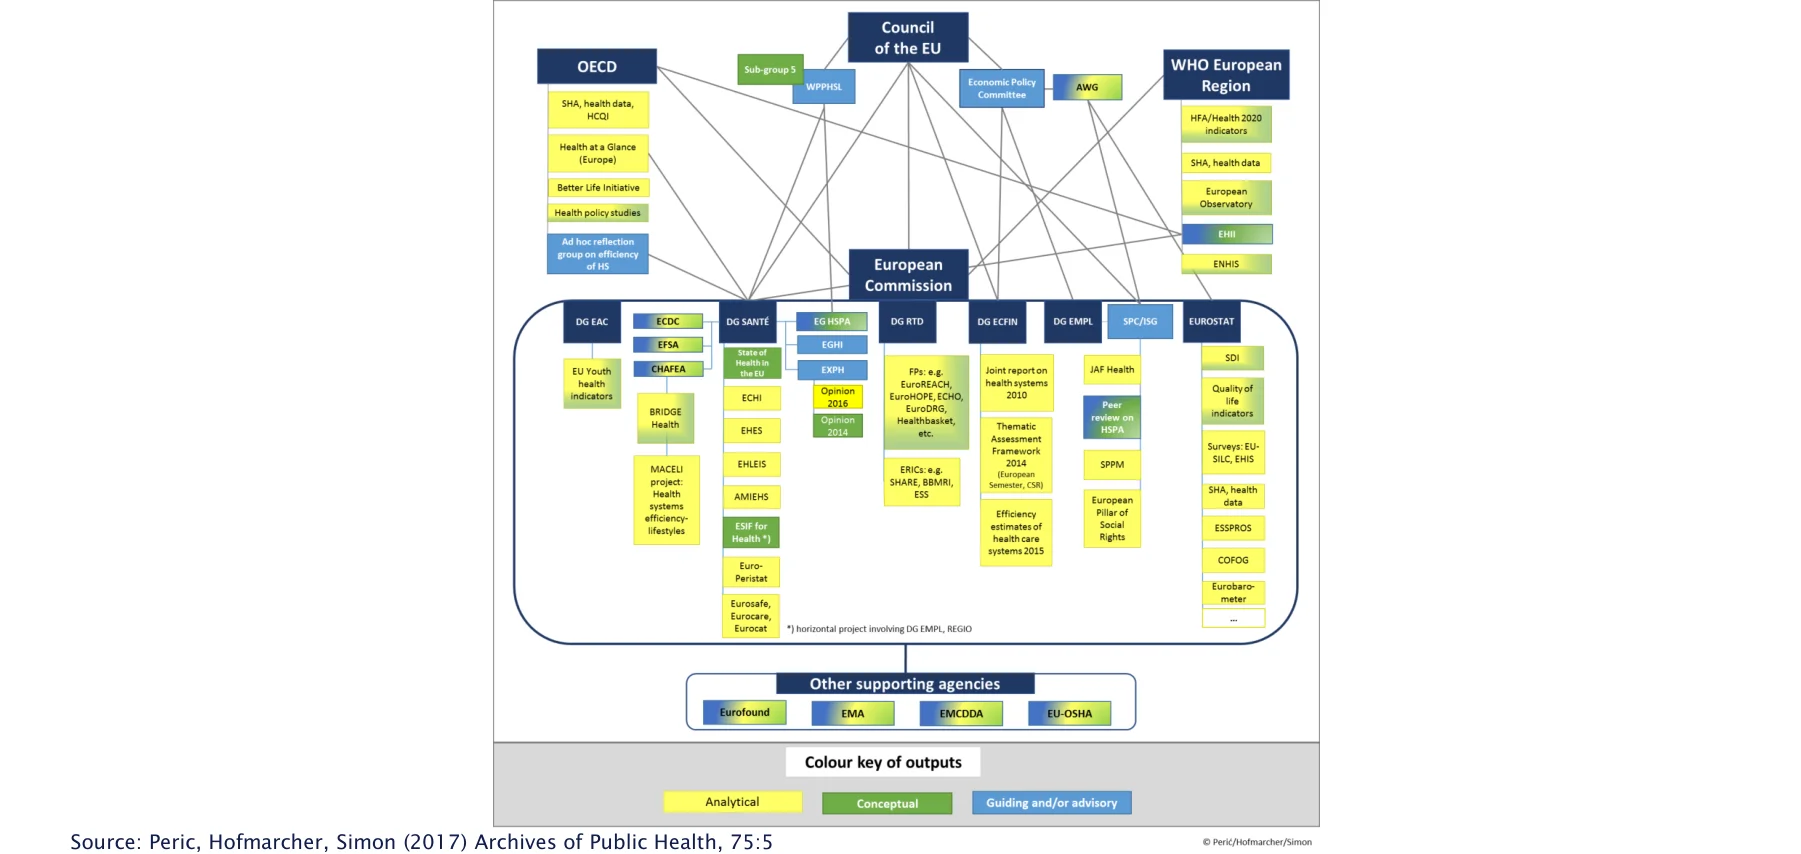 Council
of the EU
OECD
Sub-group 5
WPPHSL
Economic Policy
Committee
AWG
WHO European
Region
SHA, health data,
HCQI
Health at a Glance
(Europe)
Better Life Initiative
Health policy studies
Ad hoc reflection
group on efficiency
of HS
HFA/Health 2020
indicators
SHA, health data
European
Observatory
EHII
ENHIS
European
Commission
DG EAC
EU Youth
health
indicators
ECDC
EFSA
CHAFEA
BRIDGE
Health
MACELI
project:
Health
systems
efficiency-
lifestyles
DG SANTÉ
State of
Health in
the EU
ECHI
EHES
EHLEIS
AMIEHS
ESIF for
Health *)
Euro-
Peristat
Eurosafe,
Eurocare,
Eurocat
EG HSPA
EGHI
EXPH
Opinion
2016
Opinion
2014
DG RTD
FPs: e.g.
EuroREACH,
EuroHOPE, ECHO,
EuroDRG,
Healthbasket,
etc.
ERICs: e.g.
SHARE, BBMRI,
ESS
DG ECFIN
Joint report on
health systems
2010
Thematic
Assessment
Framework
2014
(European
Semester, CSR)
Efficiency
estimates of
health care
systems 2015
DG EMPL
SPC/ISG
JAF Health
Peer
review on
HSPA
SPPM
European
Pillar of
Social
Rights
EUROSTAT
SDI
Quality of
life
indicators
Surveys: EU-
SILC, EHIS
SHA, health
data
ESSPROS
COFOG
Eurobaro-
meter
...
*) horizontal project involving DG EMPL, REGIO
Other supporting agencies
Eurofound
EMA
EMCDDA
EU-OSHA
Colour key of outputs
Analytical
Conceptual
Guiding and/or advisory
Source: Peric, Hofmarcher, Simon (2017) Archives of Public Health, 75:5
© Perić/Hofmarcher/Simon